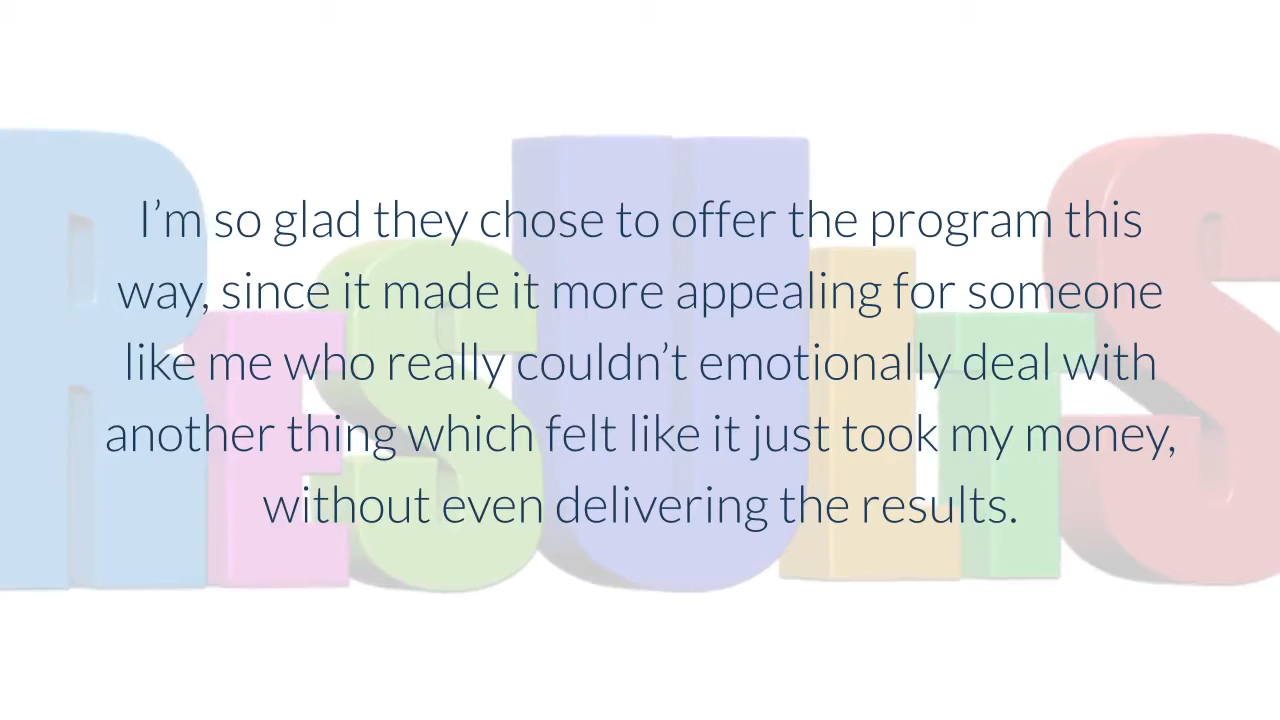 ReSULTS
I’m so glad they chose to offer the program this
way, since it made it more appealing for someone
like me who really couldn’t emotionally deal with
another thing which felt like it just took my money,
without even delivering the results.